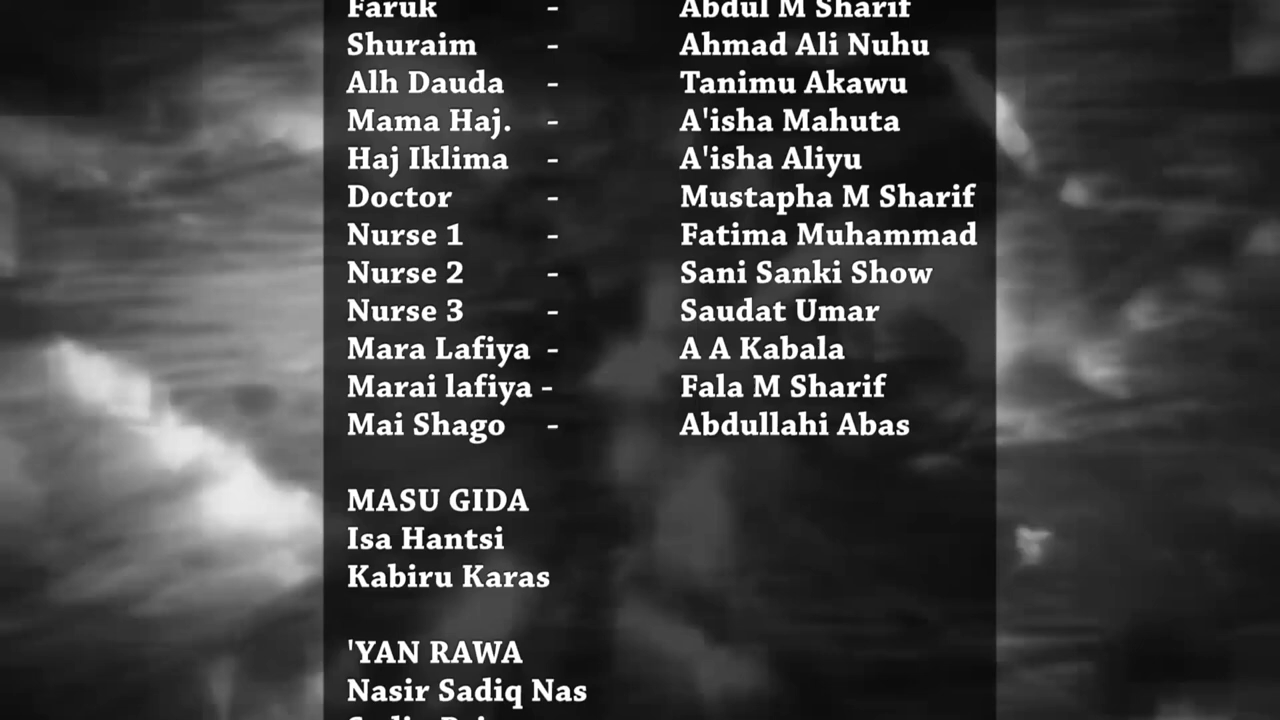 Faruk - Abdul M Sharif
Shuraim - Ahmad Ali Nuhu
Alh Dauda - Tanimu Akawu
Mama Haj. - A'isha Mahuta
Haj Iklima - A'isha Aliyu
Doctor - Mustapha M Sharif
Nurse 1 - Fatima Muhammad
Nurse 2 - Sani Sanki Show
Nurse 3 - Saudat Umar
Mara Lafiya - A A Kabala
Marai lafiya - Fala M Sharif
Mai Shago - Abdullahi Abas
MASU GIDA
Isa Hantsi
Kabiru Karas
'YAN RAWA
Nasir Sadiq Nas